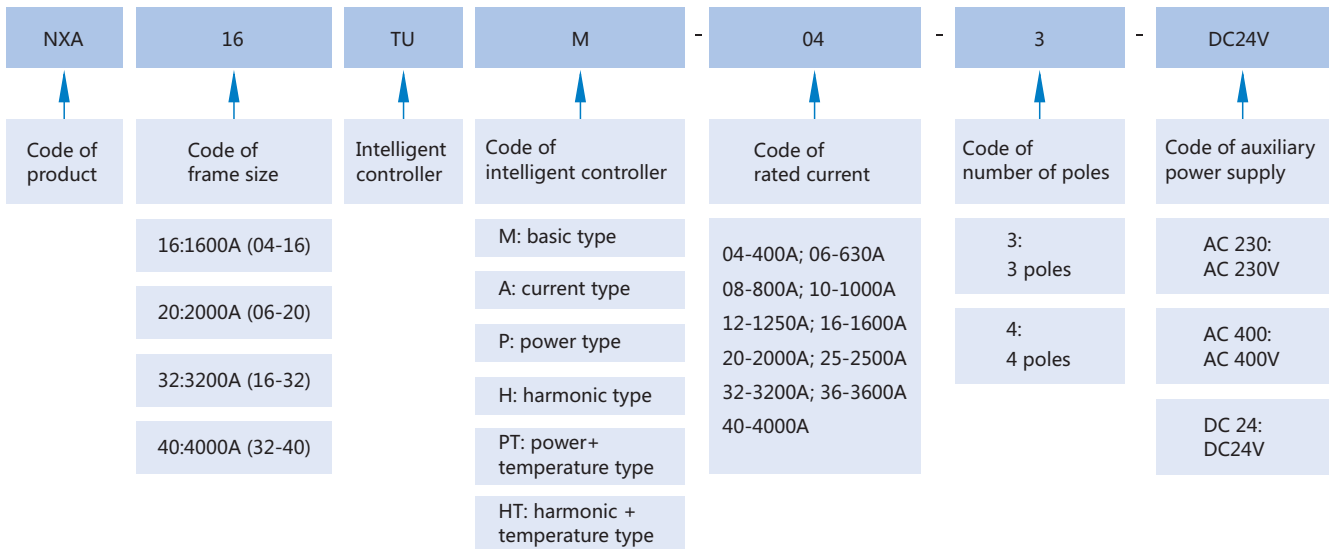 NXA 16 TU M - 04 - 3 - DC24V
Code of
product
Code of
frame size
Intelligent
controller
Code of
intelligent controller
Code of
rated current
Code of
number of poles
Code of auxiliary
power supply
16:1600A (04-16)
20:2000A (06-20)
32:3200A (16-32)
40:4000A (32-40)
M: basic type
A: current type
P: power type
H: harmonic type
PT: power+
temperature type
HT: harmonic +
temperature type
04-400A; 06-630A
08-800A; 10-1000A
12-1250A; 16-1600A
20-2000A; 25-2500A
32-3200A; 36-3600A
40-4000A
3:
3 poles
4:
4 poles
AC 230:
AC 230V
AC 400:
AC 400V
DC 24:
DC24V